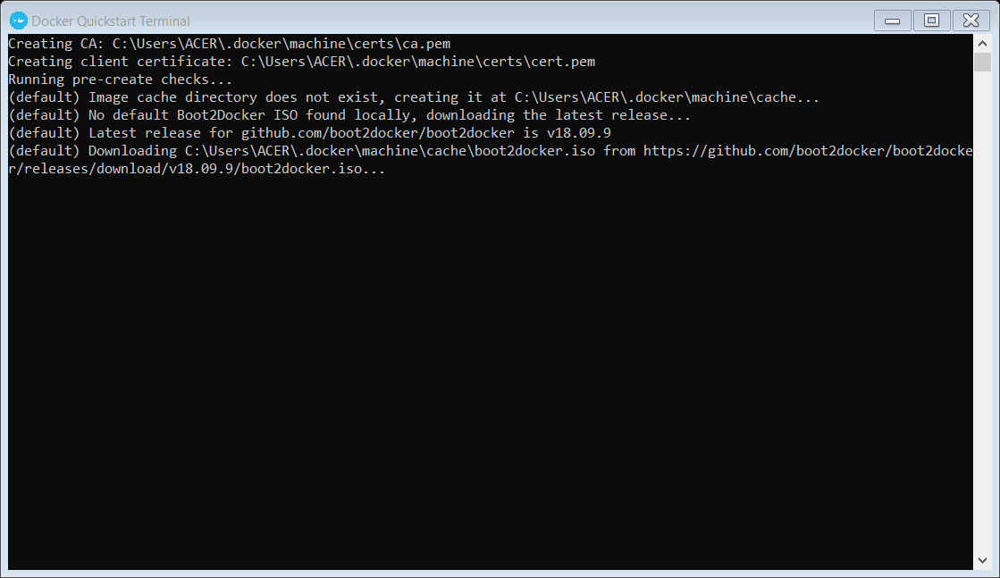 Docker Quickstart Terminal
Creating CA: C:\Users\ACER\.docker\machine\certs\ca.pem
Creating client certificate: C:\Users\ACER\.docker\machine\certs\cert.pem
Running pre-create checks...
(default) Image cache directory does not exist, creating it at C:\Users\ACER\.docker\machine\cache...
(default) No default Boot2Docker ISO found locally, downloading the latest release...
(default) Latest release for github.com/boot2docker/boot2docker is v18.09.9
(default) Downloading C:\Users\ACER\.docker\machine\cache\boot2docker.iso from https://github.com/boot2docker/boot2docke
r/releases/download/v18.09.9/boot2docker.iso...